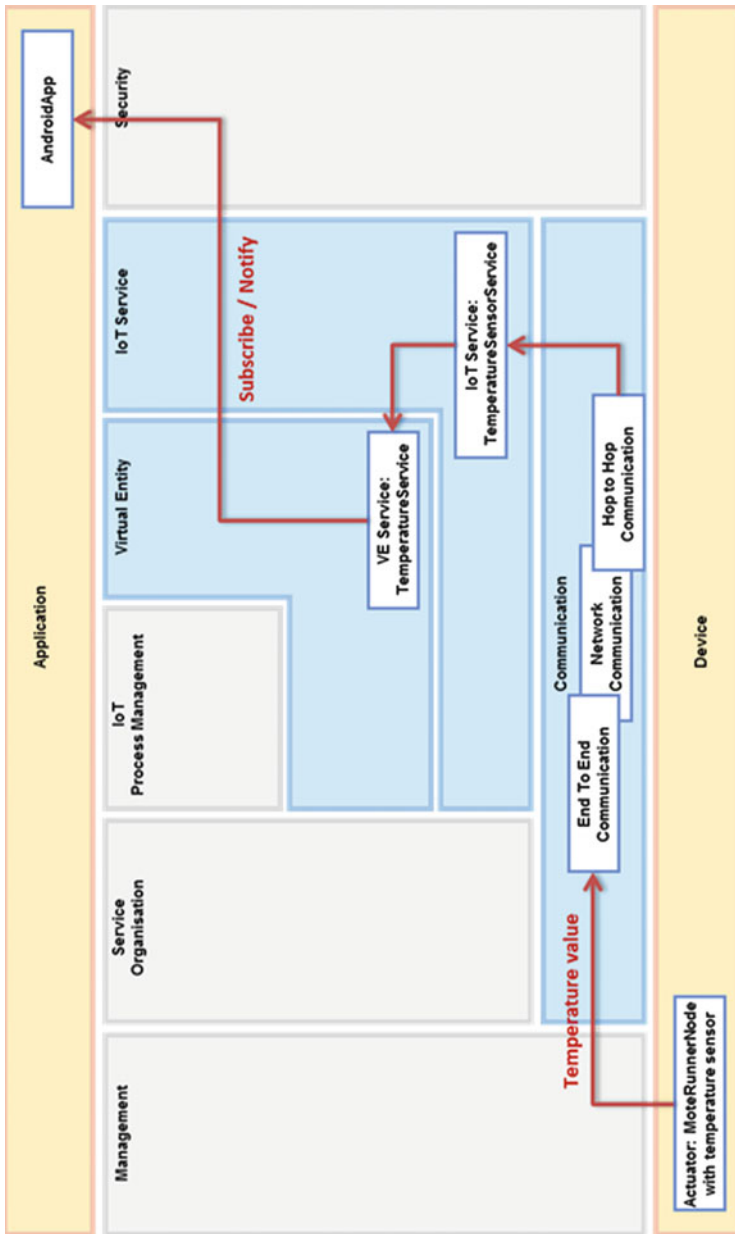 Application
AndroidApp
Management
Service
Organisation
IoT
Process Management
Virtual Entity
IoT Service
Security
Subscribe / Notify
VE Service:
TemperatureService
IoT Service:
TemperatureSensorService
Communication
End To End
Communication
Network
Communication
Hop to Hop
Communication
Temperature value
Device
Actuator: MoteRunnerNode
with temperature sensor